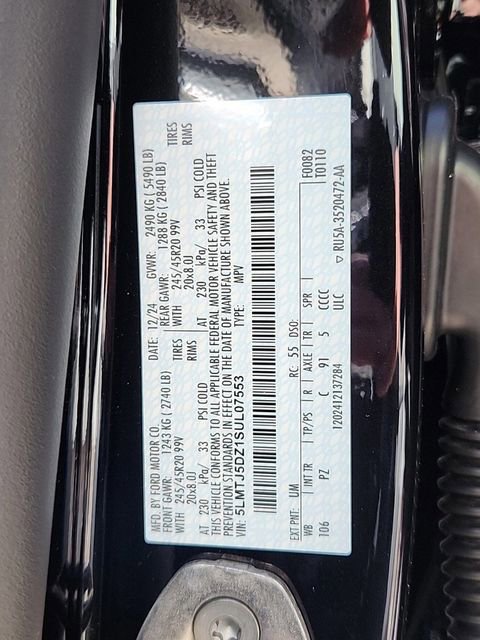 MFD. BY FORD MOTOR CO. DATE: 12/24 GVWR: 2490 KG ( 5490 LB)
FRONT GAWR: 1243 KG ( 2740 LB) REAR GAWR: 1288 KG ( 2840 LB)
WITH 245/45R20 99V TIRES WITH 245/45R20 99V TIRES
20x8.0J RIMS 20x8.0J RIMS
AT 230 kPa/ 33 PSI COLD AT 230 kPa/ 33 PSI COLD
THIS VEHICLE CONFORMS TO ALL APPLICABLE FEDERAL MOTOR VEHICLE SAFETY AND THEFT
PREVENTION STANDARDS IN EFFECT ON THE DATE OF MANUFACTURE SHOWN ABOVE.
VIN: 5LMTJ5DZ1SUL07553 TYPE: MPV
EXT PNT: UM RC: 55 DSO: F0082
WB INT TR TP/PS R AXLE TR SPR T0110
106 PZ C 91 5 CCCC
1202412137284 ULC ▽ RU5A-3520472-AA